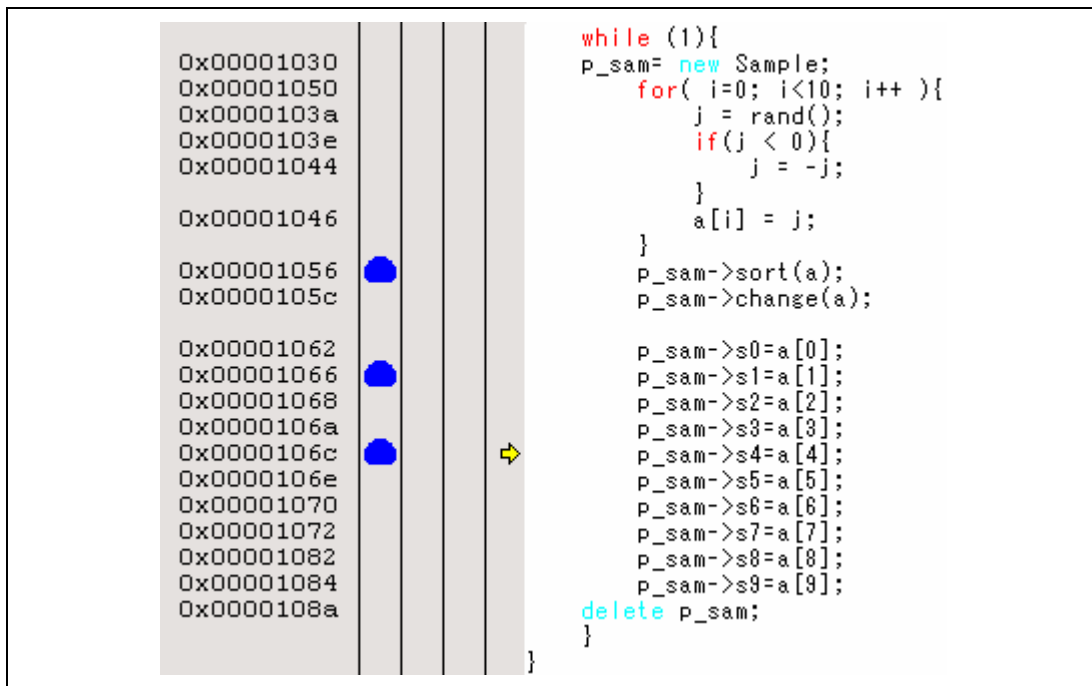 while (1){
0x00001030 p_sam= new Sample;
0x00001050 for( i=0; i<10; i++ ){
0x0000103a j = rand();
0x0000103e if(j < 0){
0x00001044 j = -j;
}
0x00001046 a[i] = j;
}
0x00001056 p_sam->sort(a);
0x0000105c p_sam->change(a);
0x00001062 p_sam->s0=a[0];
0x00001066 p_sam->s1=a[1];
0x00001068 p_sam->s2=a[2];
0x0000106a p_sam->s3=a[3];
0x0000106c p_sam->s4=a[4];
0x0000106e p_sam->s5=a[5];
0x00001070 p_sam->s6=a[6];
0x00001072 p_sam->s7=a[7];
0x00001082 p_sam->s8=a[8];
0x00001084 p_sam->s9=a[9];
0x0000108a delete p_sam;
}
}